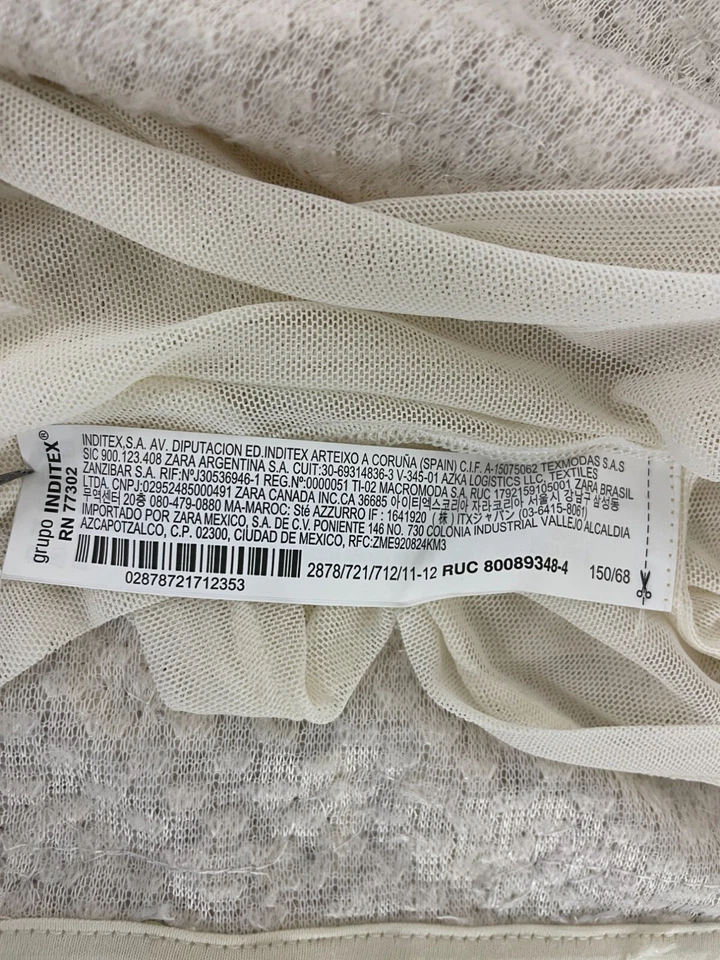 grupo INDITEX®
RN 77302
INDITEX,S.A. AV. DIPUTACION ED.INDITEX ARTEIXO A CORUÑA (SPAIN) C.I.F. A-15075062 TEXMODAS S.A.S
SIC 900.123.408 ZARA ARGENTINA S.A. CUIT:30-69314836-3 V-345-01 AZKA LOGISTICS LLC, TEXTILES
ZANZIBAR S.A. RIF:NºJ30536946-1 REG.Nº:0000051 TI-02 MACROMODA S.A RUC 1792159196001 ZARA BRASIL
LTDA. CNPJ:02952485000491 ZARA CANADA INC.CA 36685 아이티엑스코리아 자라코리아 서울시 강남구 삼성동
무역센터 20층 080-479-0880 MA-MAROC: Sté AZZURRO IF : 1641920 (株) ITXジャパン (03-6415-8061)
IMPORTADO POR ZARA MEXICO, S.A. DE C.V. PONIENTE 146 NO. 730 COLONIA INDUSTRIAL VALLEJO ALCALDIA
AZCAPOTZALCO, C.P. 02300, CIUDAD DE MEXICO, RFC:ZME920824KM3
02878721712353
2878/721/712/11-12 RUC 80089348-4 150/68